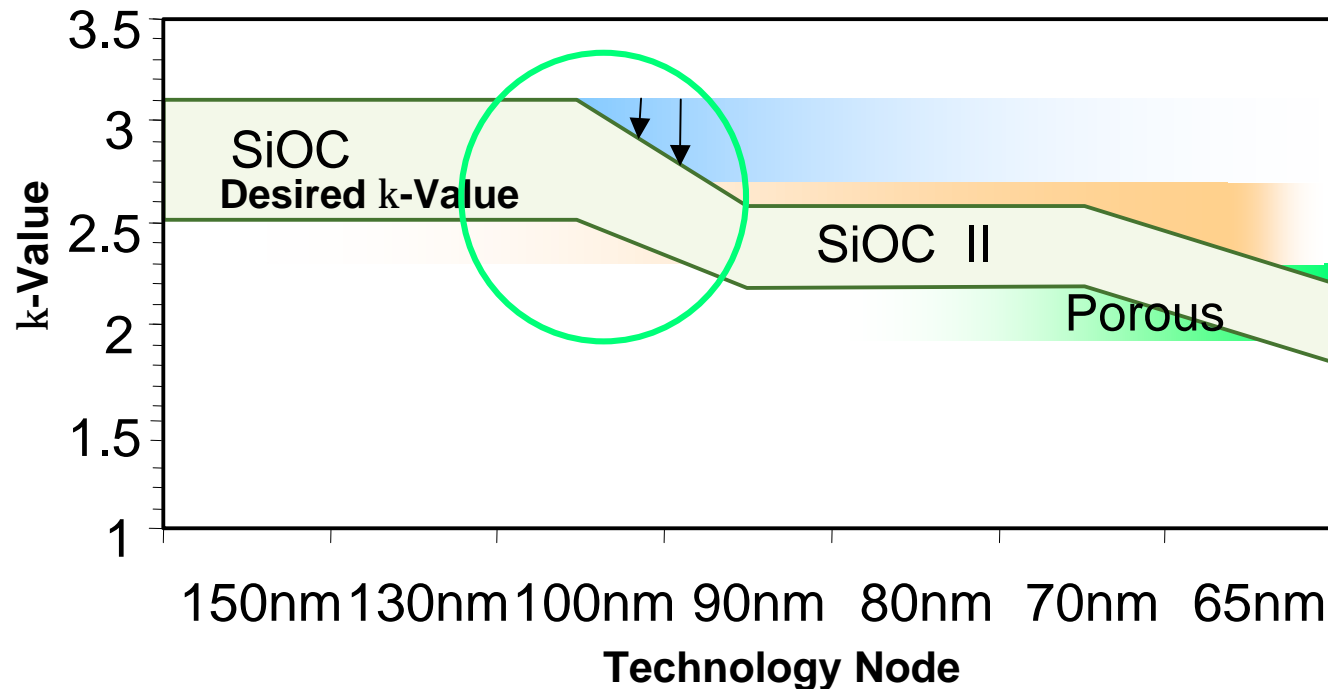 3.5
3
2.5
2
1.5
1
k-Value
SiOC
Desired k-Value
SiOC II
Porous
150nm 130nm 100nm 90nm 80nm 70nm 65nm
Technology Node